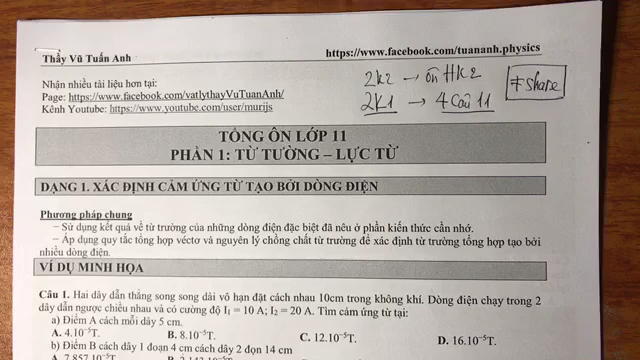 Thầy Vũ Tuấn Anh
https://www.facebook.com/tuananh.physics
Nhận nhiều tài liệu hơn tại:
Page: https://www.facebook.com/vatlythayVuTuanAnh/
Kênh Youtube: https://www.youtube.com/user/murijs
2k2 → ôn HK2
2K1 → 4 câu 11
# share
TỔNG ÔN LỚP 11
PHẦN 1: TỪ TƯỜNG – LỰC TỪ
DẠNG 1. XÁC ĐỊNH CẢM ỨNG TỪ TẠO BỞI DÒNG ĐIỆN
Phương pháp chung
– Sử dụng kết quả về từ trường của những dòng điện đặc biệt đã nêu ở phần kiến thức cần nhớ.
– Áp dụng quy tắc tổng hợp véctơ và nguyên lý chồng chất từ trường để xác định từ trường tổng hợp tạo bởi
nhiều dòng điện.
VÍ DỤ MINH HỌA
Câu 1. Hai dây dẫn thẳng song song dài vô hạn đặt cách nhau 10cm trong không khí. Dòng điện chạy trong 2
dây dẫn ngược chiều nhau và có cường độ I₁ = 10 A; I₂ = 20 A. Tìm cảm ứng từ tại:
a) Điểm A cách mỗi dây 5 cm.
A. 4.10⁻⁵T. B. 8.10⁻⁵T. C. 12.10⁻⁵T. D. 16.10⁻⁵T.
b) Điểm B cách dây 1 đoạn 4 cm cách dây 2 đọn 14 cm